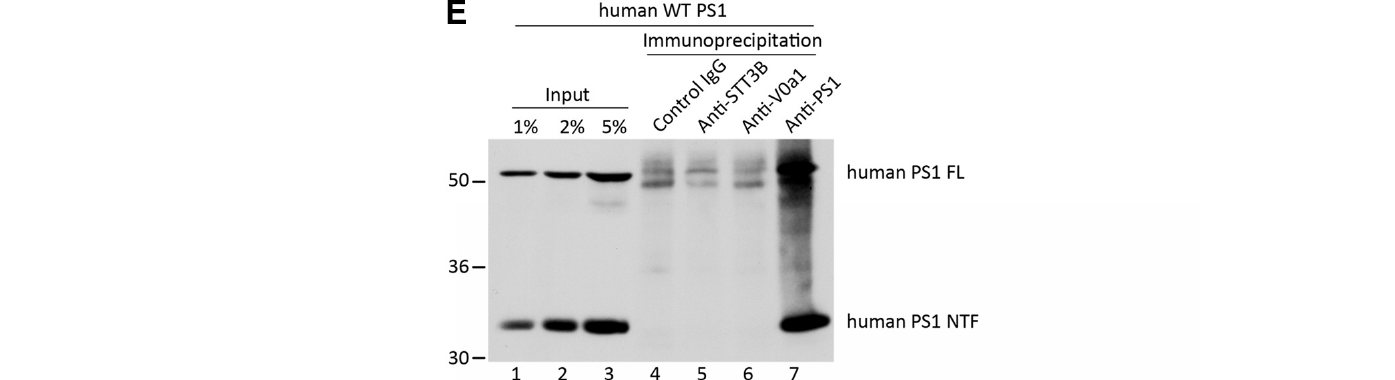 E
human WT PS1
Immunoprecipitation
Input
Control IgG
Anti-STT3B
Anti-V0a1
Anti-PS1
1% 2% 5%
human PS1 FL
50
36
human PS1 NTF
30
1 2 3 4 5 6 7